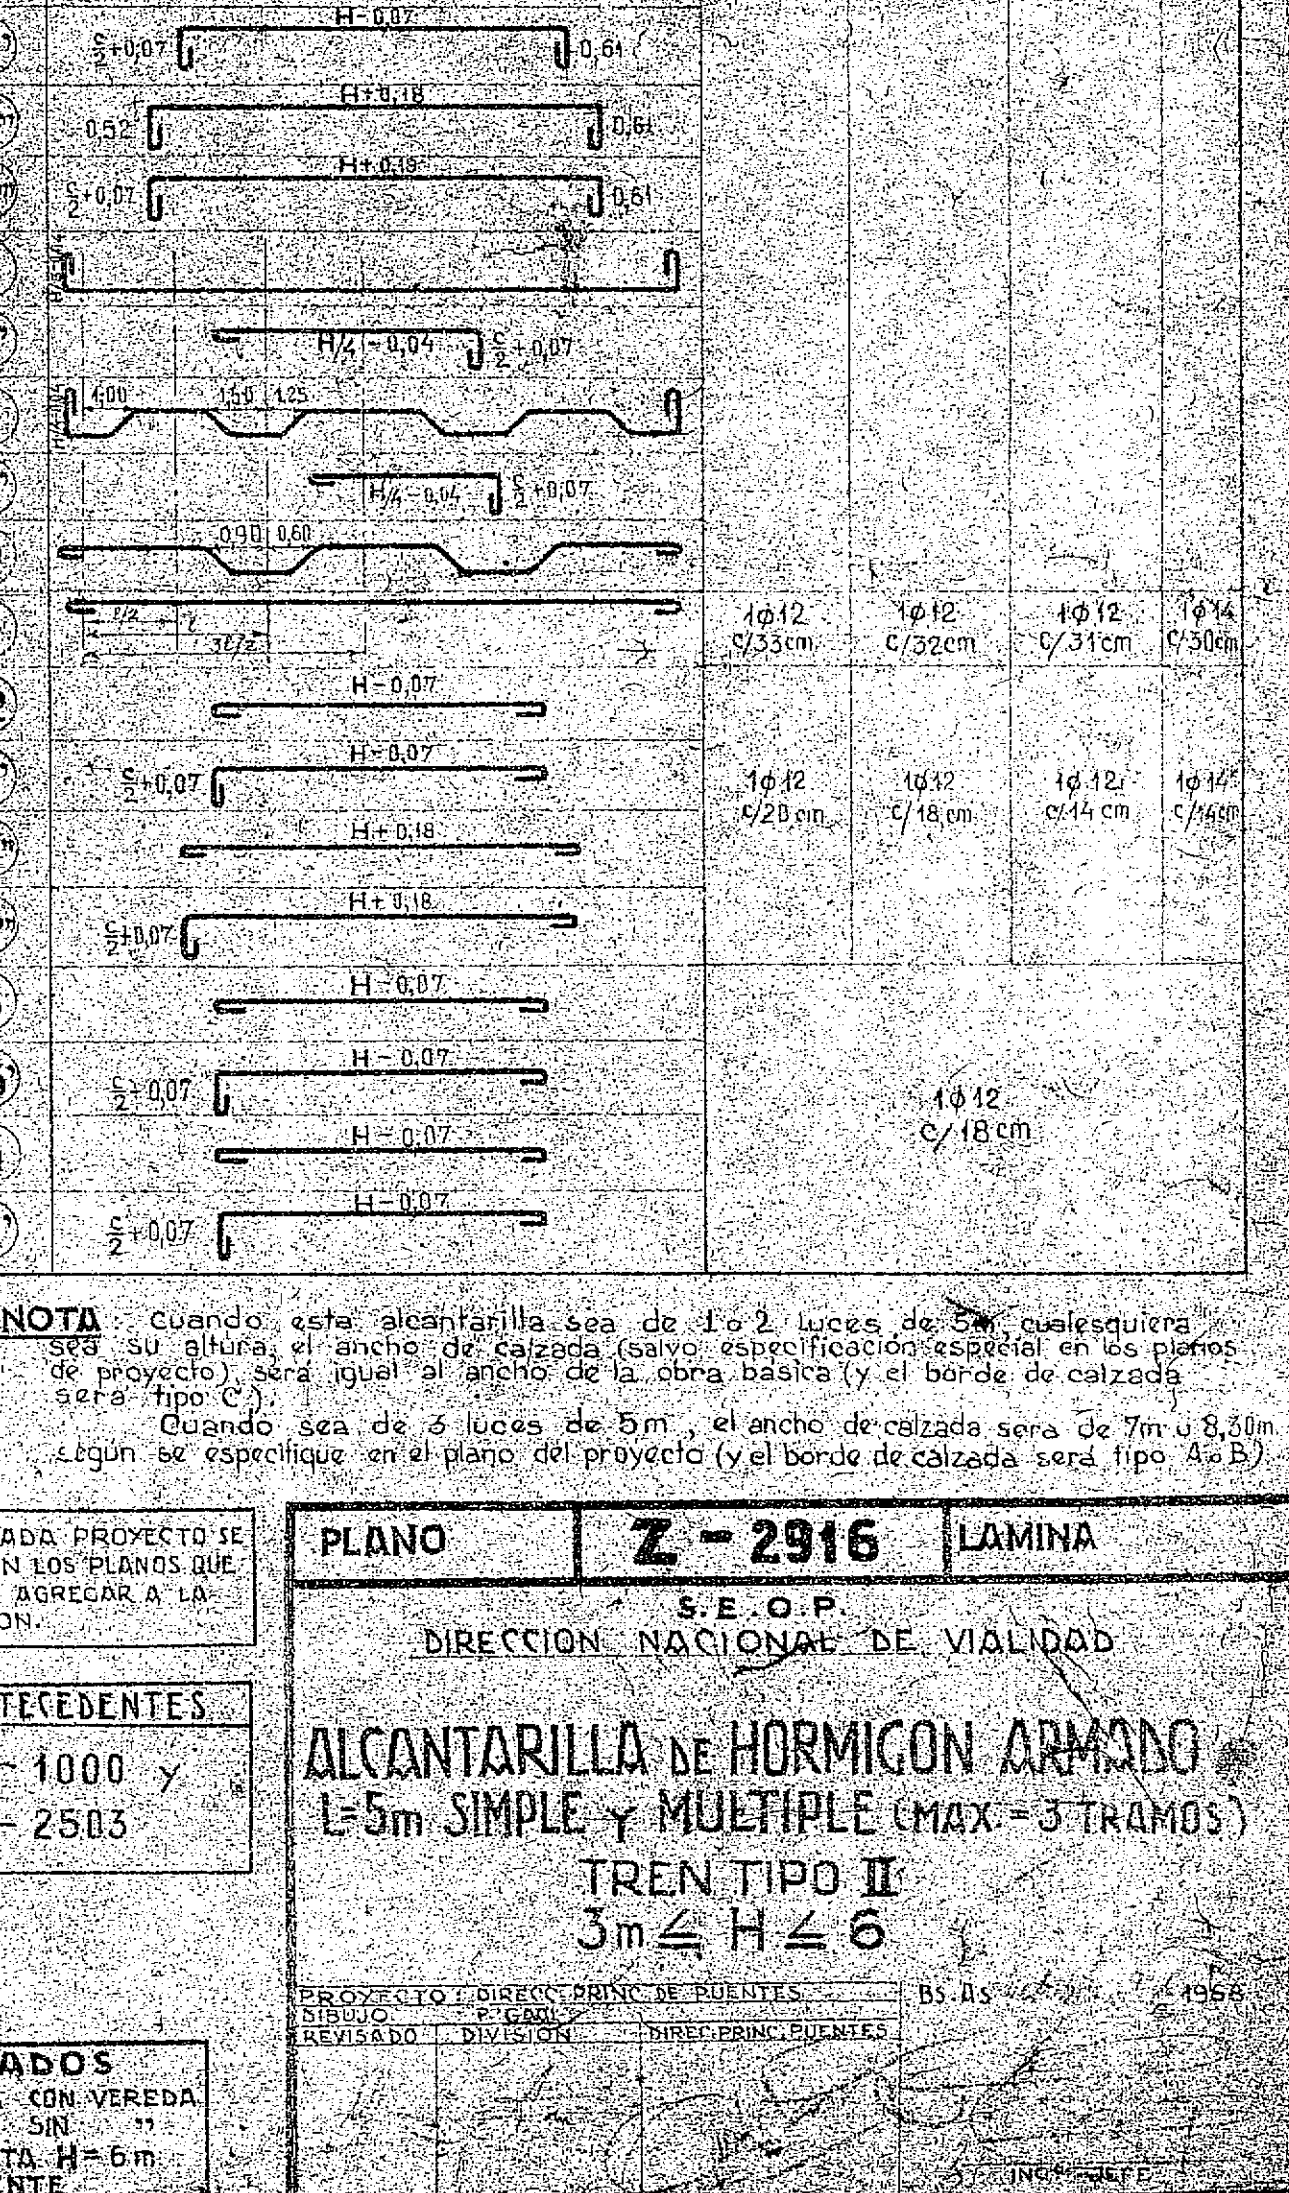 H-0,07
c/2+0,07 0,61
H+0,18
0,52 0,61
H+0,18
c/2+0,07 0,61
H/4-0,04 c/2+0,07
1,00 1,50 1,25
H/4-0,04 c/2+0,07
0,90 0,60
ℓ/2 ℓ
3ℓ/2
1ϕ12 1ϕ12 1ϕ12 1ϕ14
c/33cm c/32cm c/31cm c/30cm
H-0,07
H-0,07
c/2+0,07
1ϕ12 1ϕ12 1ϕ12 1ϕ14
c/20cm c/18cm c/14cm c/14cm
H+0,18
H+0,18
c/2+0,07
H-0,07
H-0,07
c/2+0,07
1ϕ12
c/18cm
H-0,07
H-0,07
c/2+0,07
NOTA: Cuando esta alcantarilla sea de 1 o 2 luces de 5m, cualesquiera
sea su altura, el ancho de calzada (salvo especificación especial en los planos
de proyecto) será igual al ancho de la obra básica (y el borde de calzada
será tipo C).
Cuando sea de 3 luces de 5m, el ancho de calzada sera de 7m u 8,30m
según se especifique en el plano del proyecto (y el borde de calzada será tipo A o B)
ADA PROYECTO SE
N LOS PLANOS QUE
AGREGAR A LA
ON.
PLANO Z-2916 LAMINA
S.E.O.P.
DIRECCION NACIONAL DE VIALIDAD
TECEDENTES
- 1000 y
- 2503
ALCANTARILLA DE HORMIGON ARMADO
L=5m SIMPLE Y MULTIPLE (MAX.=3 TRAMOS)
TREN TIPO II
3m ≤ H ≤ 6
PROYECTO: DIRECC. PRINC. DE PUENTES BS.AS 1968
DIBUJO
REVISADO DIVISION DIREC. PRINC. PUENTES
ADOS
CON VEREDA
SIN "
TA H=6m
NTE
JEFE